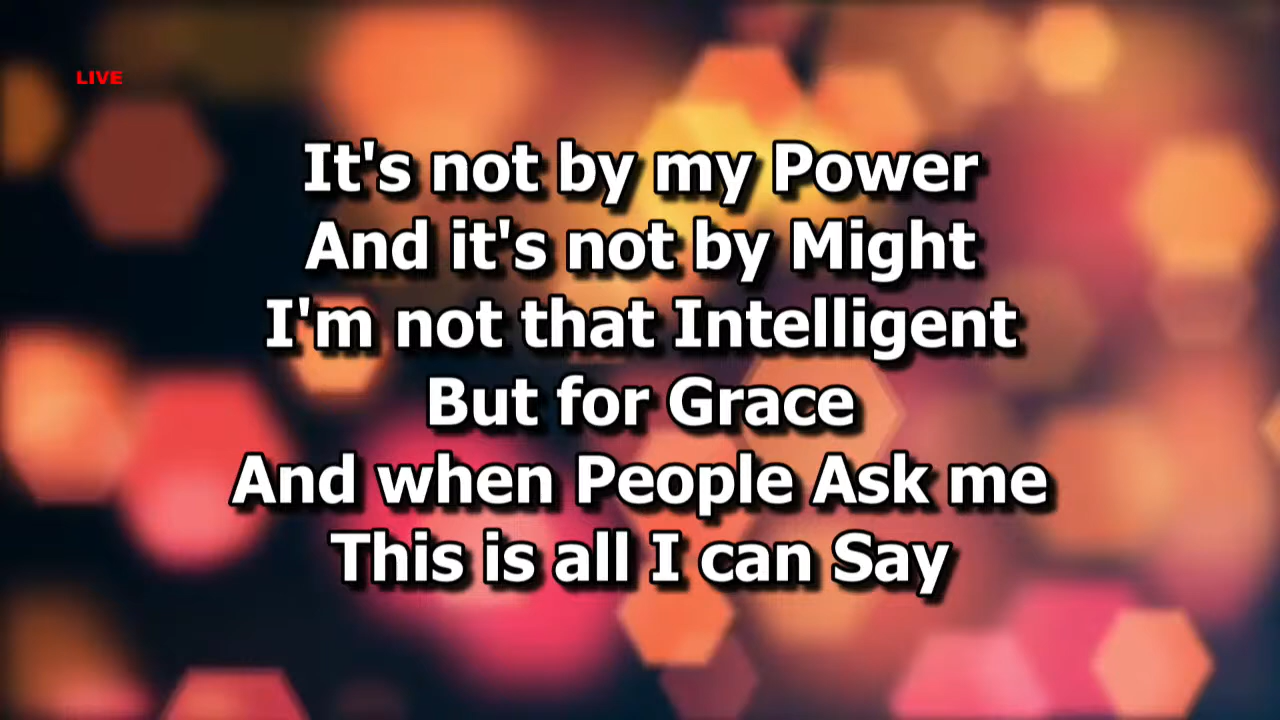 LIVE
It's not by my Power
And it's not by Might
I'm not that Intelligent
But for Grace
And when People Ask me
This is all I can Say